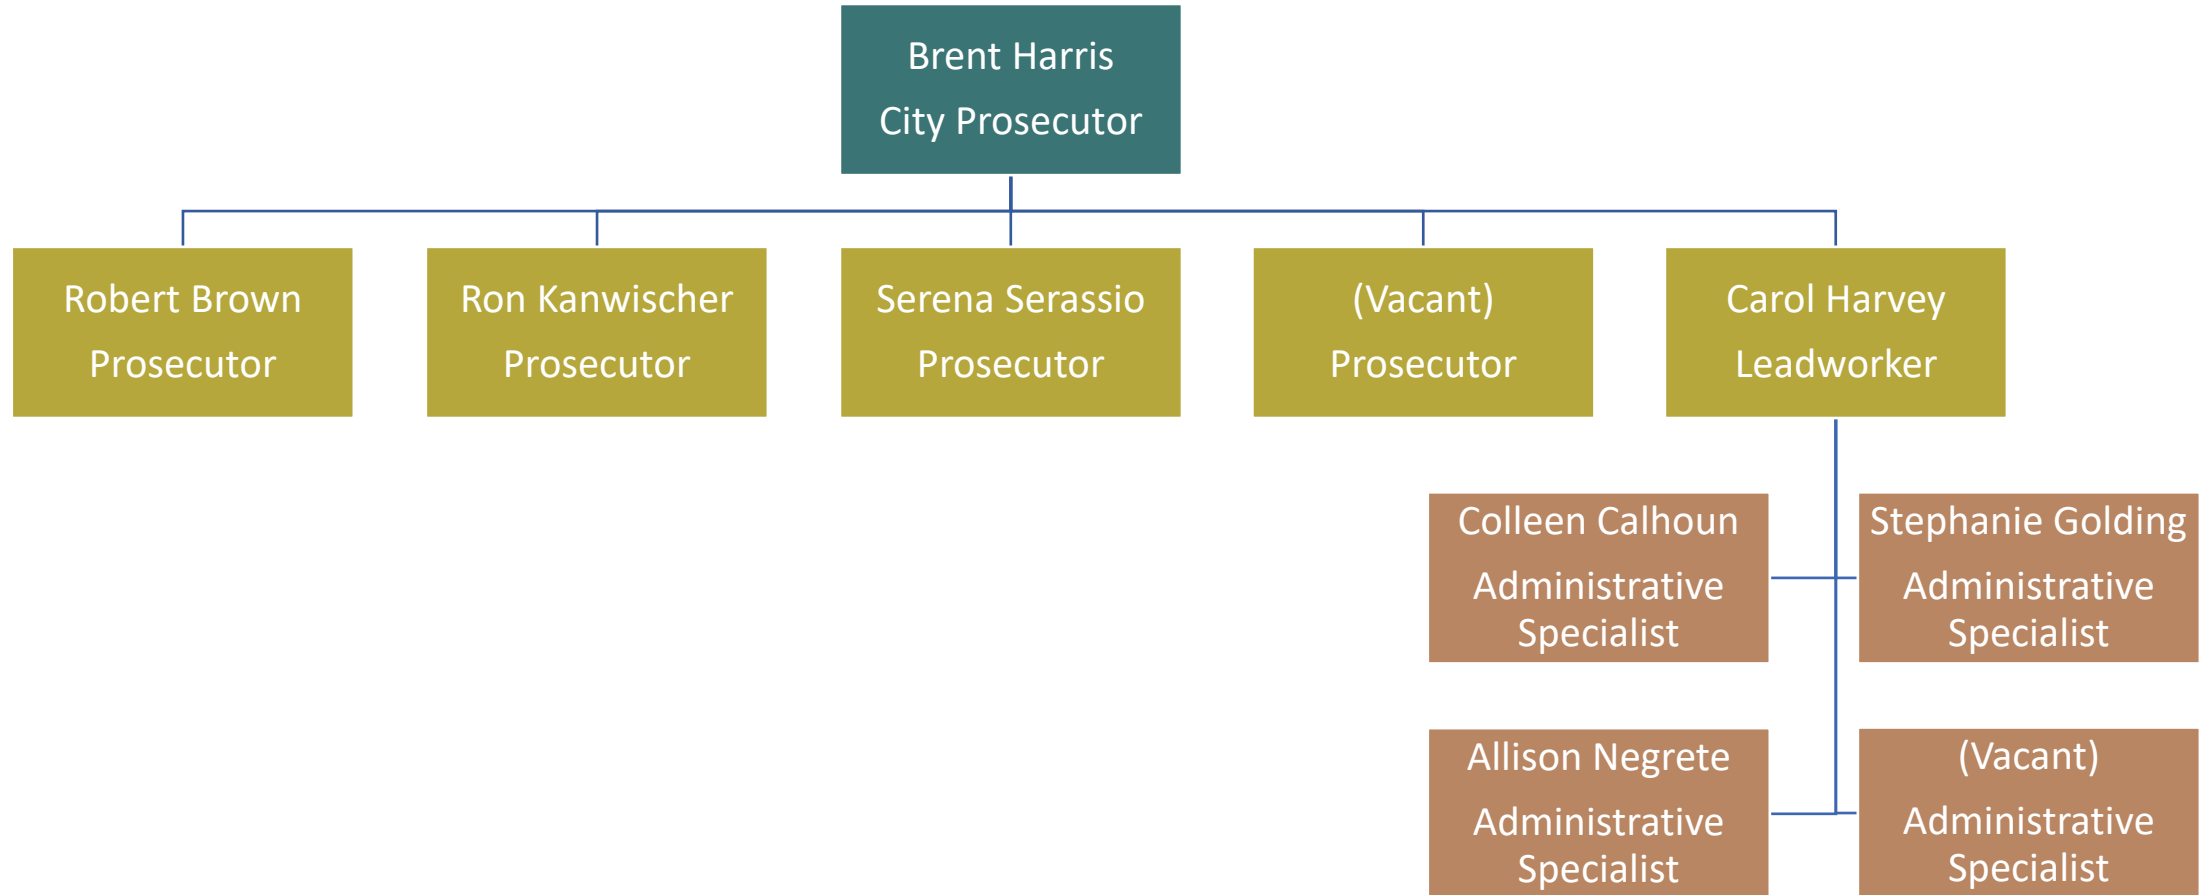 Brent Harris
City Prosecutor
Robert Brown
Prosecutor
Ron Kanwischer
Prosecutor
Serena Serassio
Prosecutor
(Vacant)
Prosecutor
Carol Harvey
Leadworker
Colleen Calhoun
Administrative
Specialist
Stephanie Golding
Administrative
Specialist
Allison Negrete
Administrative
Specialist
(Vacant)
Administrative
Specialist